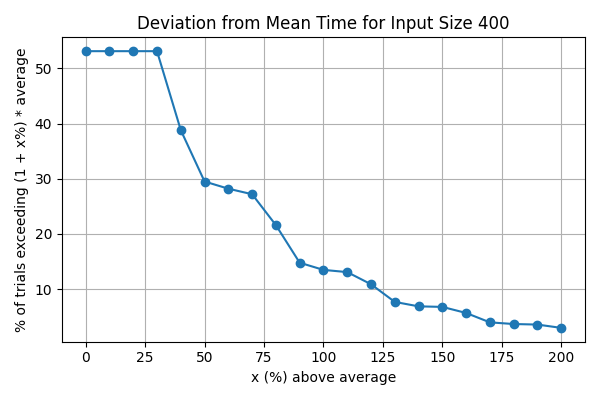 Deviation from Mean Time for Input Size 400
% of trials exceeding (1 + x%) * average
50
40
30
20
10
0 25 50 75 100 125 150 175 200
x (%) above average